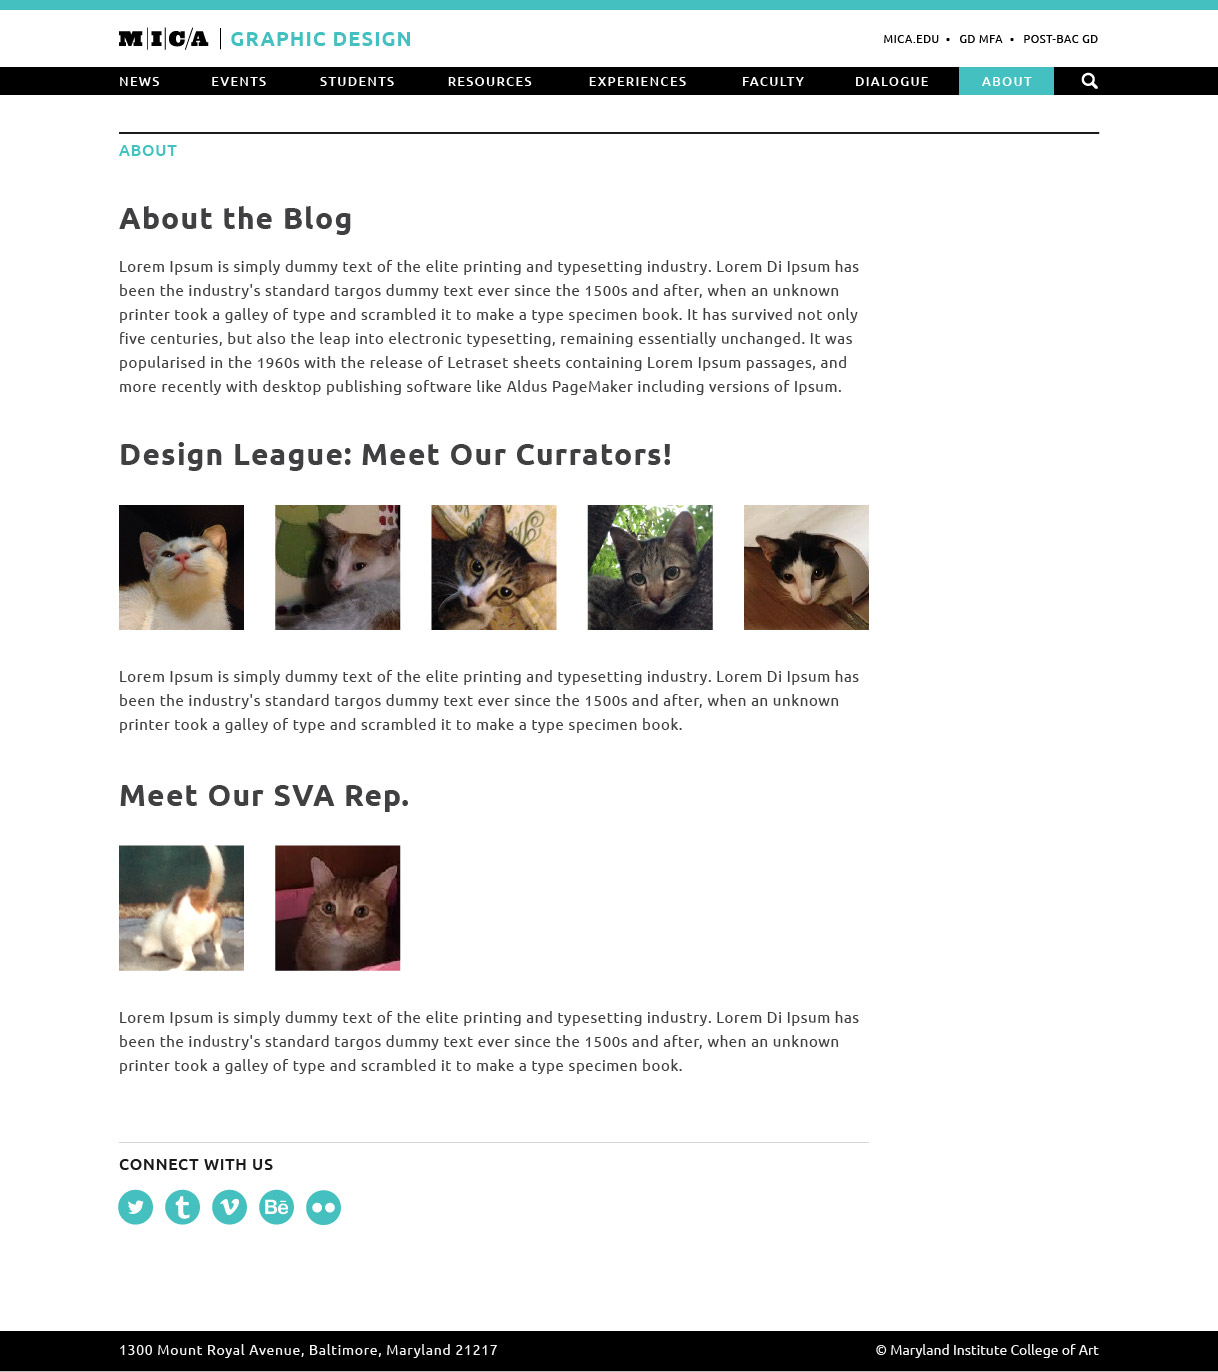 MICA | GRAPHIC DESIGN
MICA.EDU • GD MFA • POST-BAC GD
NEWS EVENTS STUDENTS RESOURCES EXPERIENCES FACULTY DIALOGUE ABOUT
ABOUT
About the Blog
Lorem Ipsum is simply dummy text of the elite printing and typesetting industry. Lorem Di Ipsum has
been the industry's standard targos dummy text ever since the 1500s and after, when an unknown
printer took a galley of type and scrambled it to make a type specimen book. It has survived not only
five centuries, but also the leap into electronic typesetting, remaining essentially unchanged. It was
popularised in the 1960s with the release of Letraset sheets containing Lorem Ipsum passages, and
more recently with desktop publishing software like Aldus PageMaker including versions of Ipsum.
Design League: Meet Our Currators!
Lorem Ipsum is simply dummy text of the elite printing and typesetting industry. Lorem Di Ipsum has
been the industry's standard targos dummy text ever since the 1500s and after, when an unknown
printer took a galley of type and scrambled it to make a type specimen book.
Meet Our SVA Rep.
Lorem Ipsum is simply dummy text of the elite printing and typesetting industry. Lorem Di Ipsum has
been the industry's standard targos dummy text ever since the 1500s and after, when an unknown
printer took a galley of type and scrambled it to make a type specimen book.
CONNECT WITH US
t v Bē
1300 Mount Royal Avenue, Baltimore, Maryland 21217
© Maryland Institute College of Art